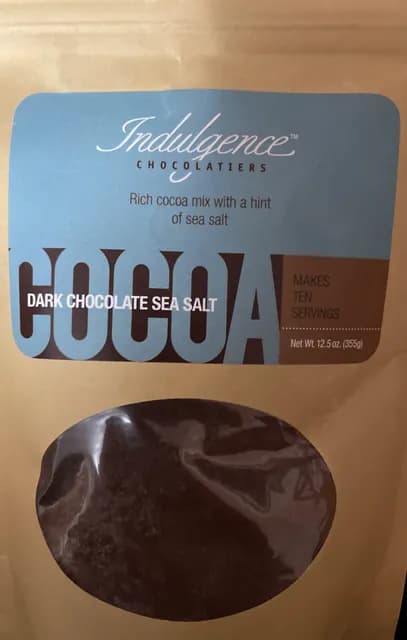 Indulgence™
CHOCOLATIERS
Rich cocoa mix with a hint
of sea salt
COCOA
DARK CHOCOLATE SEA SALT
MAKES
TEN
SERVINGS
Net Wt. 12.5 oz. (355g)